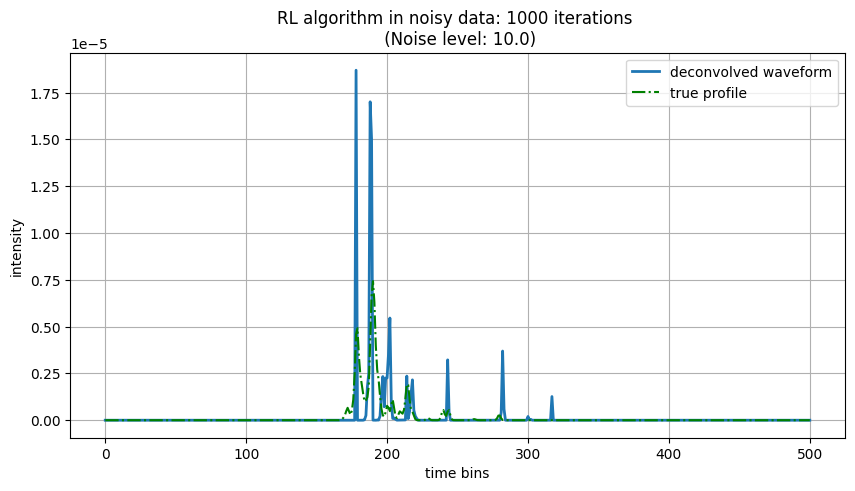 RL algorithm in noisy data: 1000 iterations
(Noise level: 10.0)
1e−5
deconvolved waveform
true profile
1.75
1.50
1.25
1.00
0.75
0.50
0.25
0.00
intensity
0 100 200 300 400 500
time bins